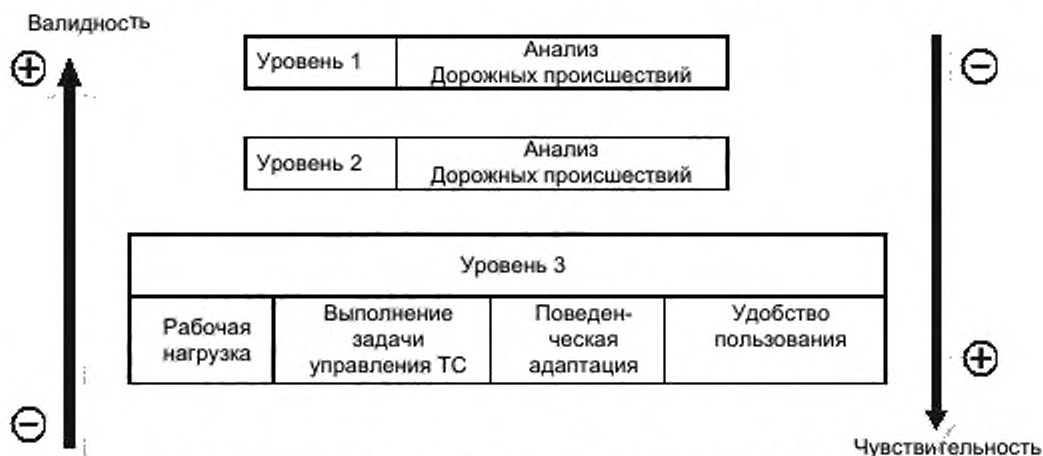 Валидность
+
−
Уровень 1
Анализ
Дорожных происшествий
Уровень 2
Анализ
Дорожных происшествий
Уровень 3
Рабочая
нагрузка
Выполнение
задачи
управления ТС
Поведен-
ческая
адаптация
Удобство
пользования
+
−
Чувствительность